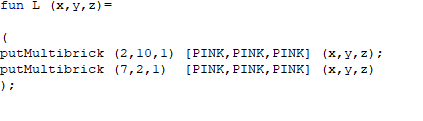 fun L (x,y,z)=
(
putMultibrick (2,10,1) [PINK,PINK,PINK] (x,y,z);
putMultibrick (7,2,1)  [PINK,PINK,PINK] (x,y,z)
);